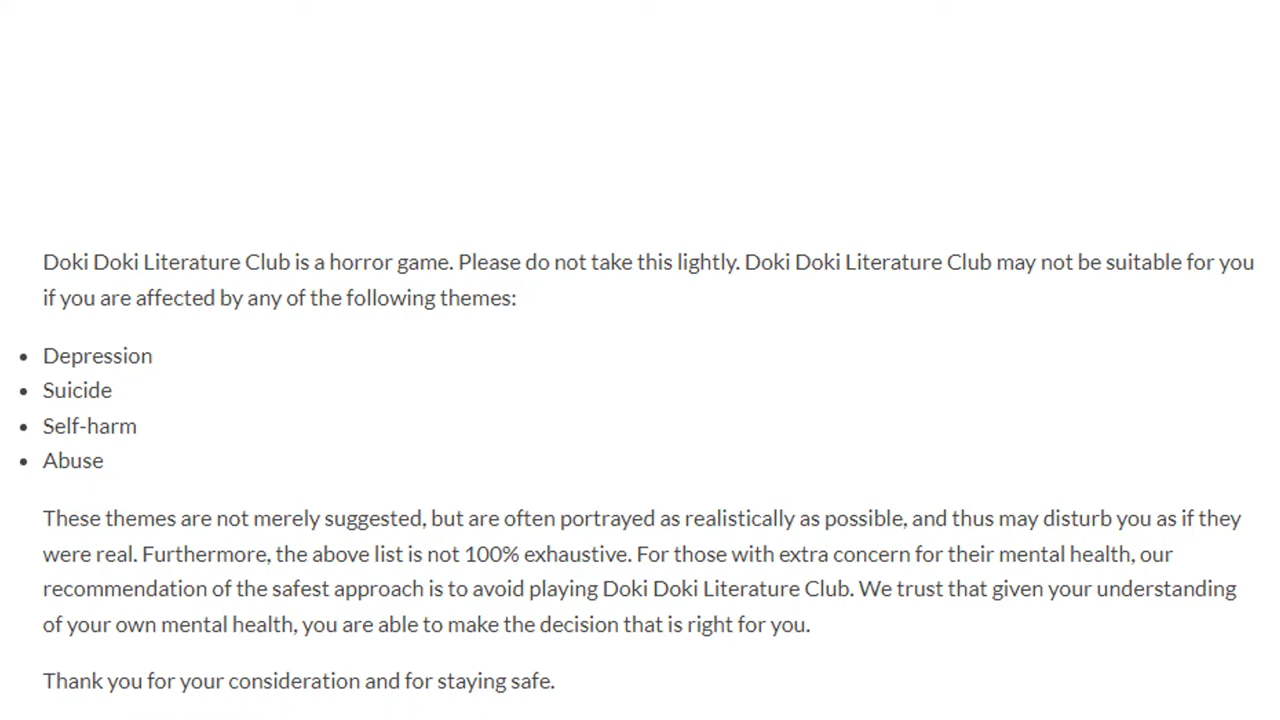 Doki Doki Literature Club is a horror game. Please do not take this lightly. Doki Doki Literature Club may not be suitable for you
if you are affected by any of the following themes:
• Depression
• Suicide
• Self-harm
• Abuse
These themes are not merely suggested, but are often portrayed as realistically as possible, and thus may disturb you as if they
were real. Furthermore, the above list is not 100% exhaustive. For those with extra concern for their mental health, our
recommendation of the safest approach is to avoid playing Doki Doki Literature Club. We trust that given your understanding
of your own mental health, you are able to make the decision that is right for you.
Thank you for your consideration and for staying safe.